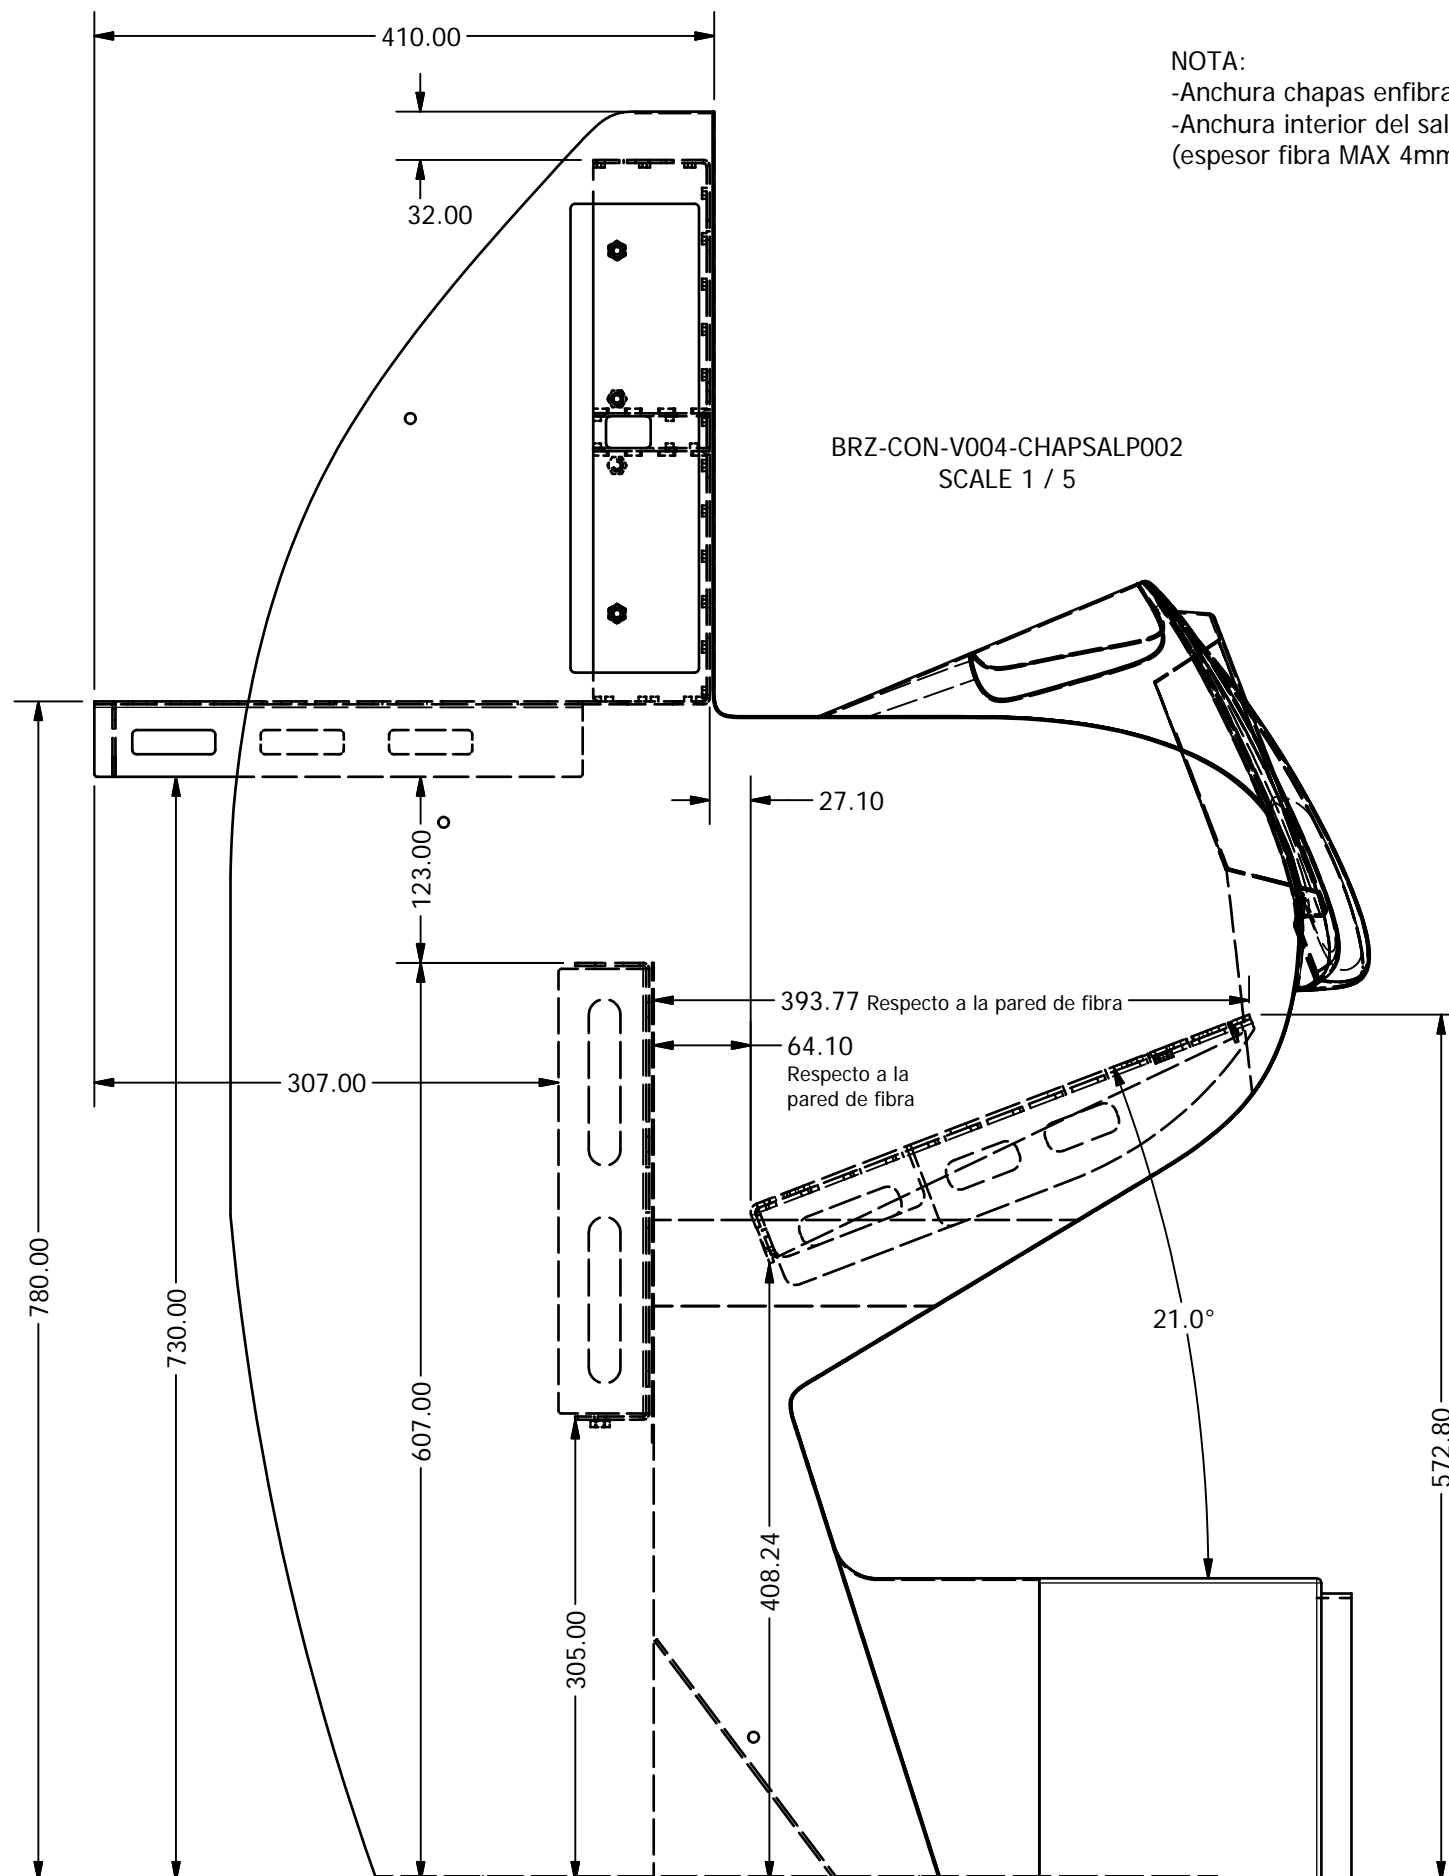 410.00
NOTA:
-Anchura chapas enfibra
-Anchura interior del sal
(espesor fibra MAX 4mm
32.00
BRZ-CON-V004-CHAPSALP002
SCALE 1 / 5
27.10
123.00
393.77 Respecto a la pared de fibra
64.10
Respecto a la
pared de fibra
307.00
780.00
730.00
21.0°
607.00
572.80
408.24
305.00